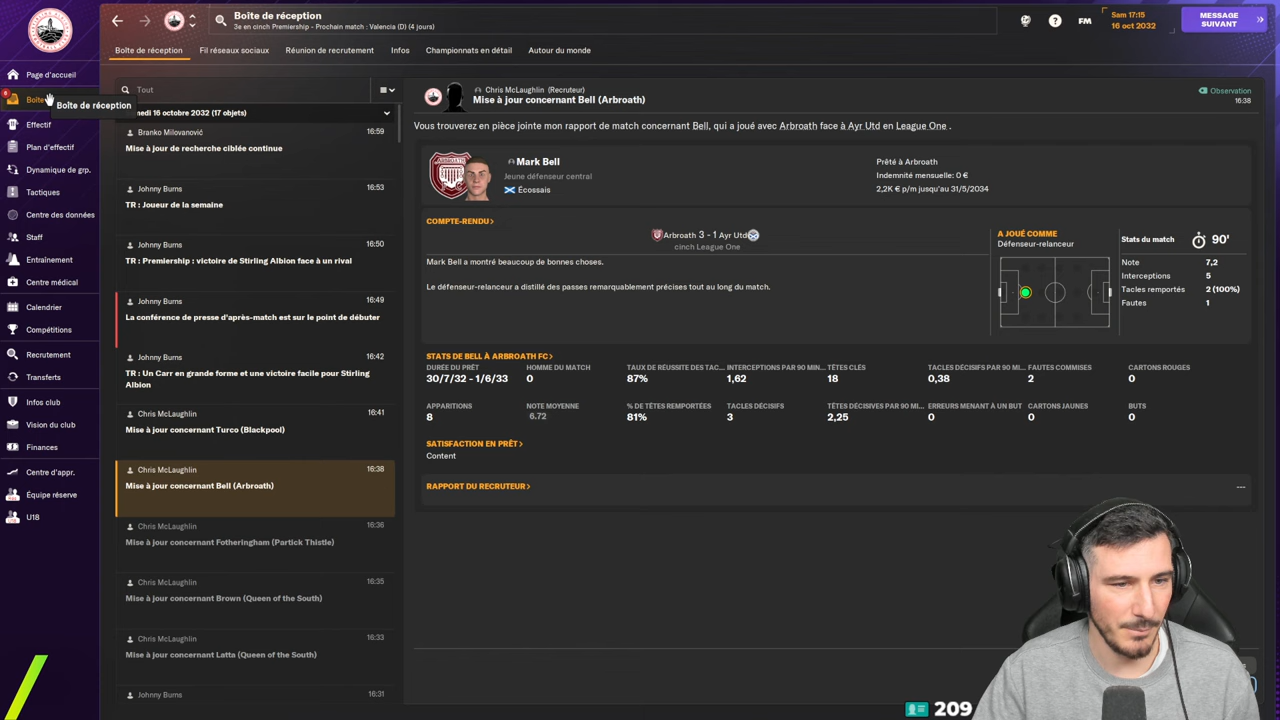 Boîte de réception
3e en cinch Premiership - Prochain match : Valencia (D) (4 jours)
FM
Sam 17:15
16 oct 2032
MESSAGE SUIVANT
Boîte de réception
Fil réseaux sociaux
Réunion de recrutement
Infos
Championnats en détail
Autour du monde
Page d'accueil
6
Boîte
Boîte de réception
Effectif
Plan d'effectif
Dynamique de grp.
Tactiques
Centre des données
Staff
Entraînement
Centre médical
Calendrier
Compétitions
Recrutement
Transferts
Infos club
Vision du club
Finances
Centre d'appr.
Équipe réserve
U18
Tout
medi 16 octobre 2032 (17 objets)
Branko Milovanović
16:59
Mise à jour de recherche ciblée continue
Johnny Burns
16:53
TR : Joueur de la semaine
Johnny Burns
16:50
TR : Premiership : victoire de Stirling Albion face à un rival
Johnny Burns
16:49
La conférence de presse d'après-match est sur le point de débuter
Johnny Burns
16:42
TR : Un Carr en grande forme et une victoire facile pour Stirling
Albion
Chris McLaughlin
16:41
Mise à jour concernant Turco (Blackpool)
Chris McLaughlin
16:38
Mise à jour concernant Bell (Arbroath)
Chris McLaughlin
16:36
Mise à jour concernant Fotheringham (Partick Thistle)
Chris McLaughlin
16:35
Mise à jour concernant Brown (Queen of the South)
Chris McLaughlin
16:33
Mise à jour concernant Latta (Queen of the South)
Johnny Burns
16:31
Chris McLaughlin (Recruteur)
Mise à jour concernant Bell (Arbroath)
Observation
16:38
Vous trouverez en pièce jointe mon rapport de match concernant Bell, qui a joué avec Arbroath face à Ayr Utd en League One .
Mark Bell
Jeune défenseur central
Écossais
Prêté à Arbroath
Indemnité mensuelle: 0 €
2,2K € p/m jusqu'au 31/5/2034
COMPTE-RENDU >
Arbroath 3 - 1 Ayr Utd
cinch League One
Mark Bell a montré beaucoup de bonnes choses.
Le défenseur-relanceur a distillé des passes remarquablement précises tout au long du match.
A JOUÉ COMME
Défenseur-relanceur
Stats du match
90'
Note 7,2
Interceptions 5
Tacles remportés 2 (100%)
Fautes 1
STATS DE BELL À ARBROATH FC >
DURÉE DU PRÊT
30/7/32 - 1/6/33
HOMME DU MATCH
0
TAUX DE RÉUSSITE DES TAC...
87%
INTERCEPTIONS PAR 90 MIN...
1,62
TÊTES CLÉS
18
TACLES DÉCISIFS PAR 90 MI...
0,38
FAUTES COMMISES
2
CARTONS ROUGES
0
APPARITIONS
8
NOTE MOYENNE
6.72
% DE TÊTES REMPORTÉES
81%
TACLES DÉCISIFS
3
TÊTES DÉCISIVES PAR 90 MI...
2,25
ERREURS MENANT À UN BUT
0
CARTONS JAUNES
0
BUTS
0
SATISFACTION EN PRÊT >
Content
RAPPORT DU RECRUTEUR >
---
209